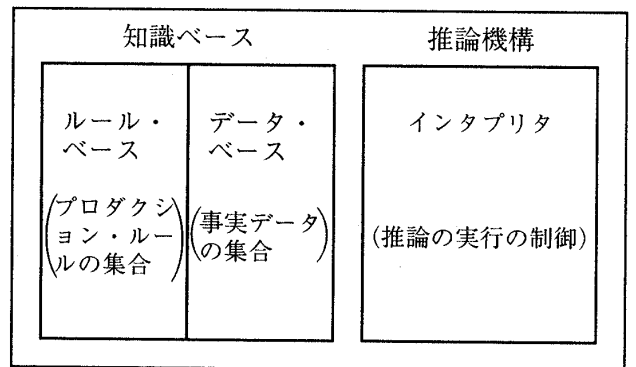 知識ベース
推論機構
ルール・
ベース
(プロダクシ
ョン・ルー
ルの集合)
データ・
ベース
(事実データ
の集合)
インタプリタ
(推論の実行の制御)